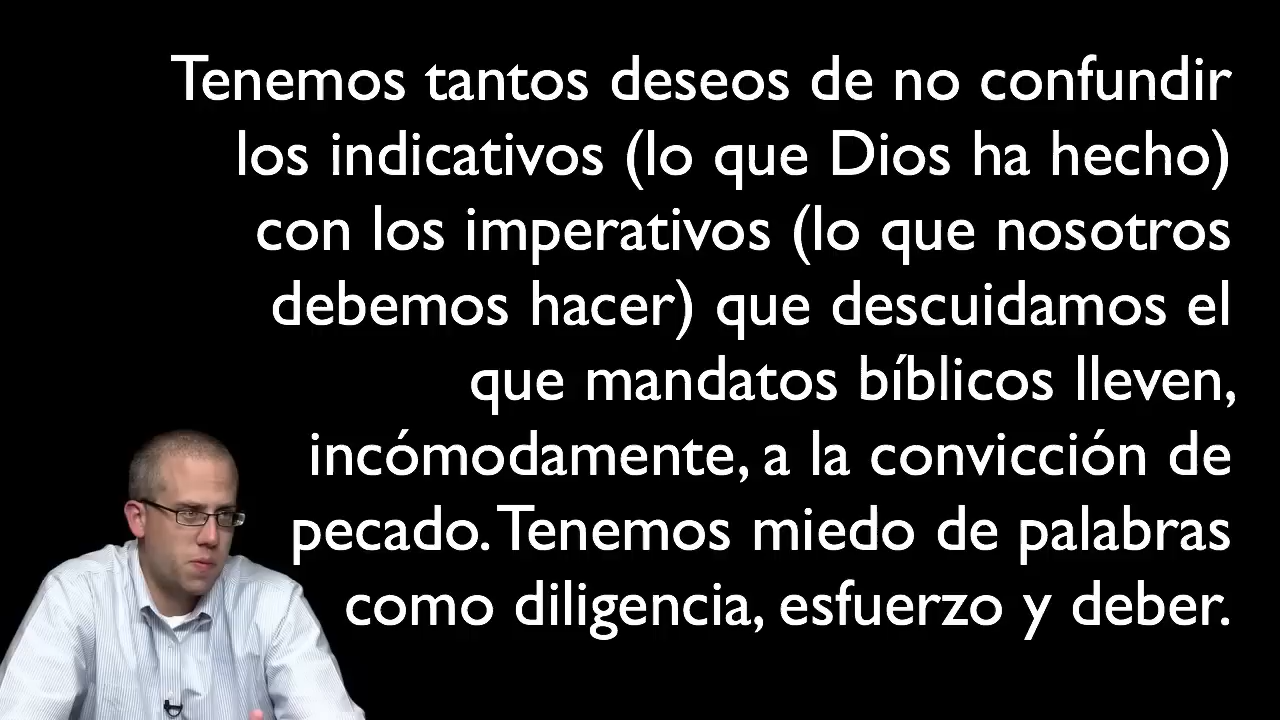 Tenemos tantos deseos de no confundir
los indicativos (lo que Dios ha hecho)
con los imperativos (lo que nosotros
debemos hacer) que descuidamos el
que mandatos bíblicos lleven,
incómodamente, a la convicción de
pecado. Tenemos miedo de palabras
como diligencia, esfuerzo y deber.